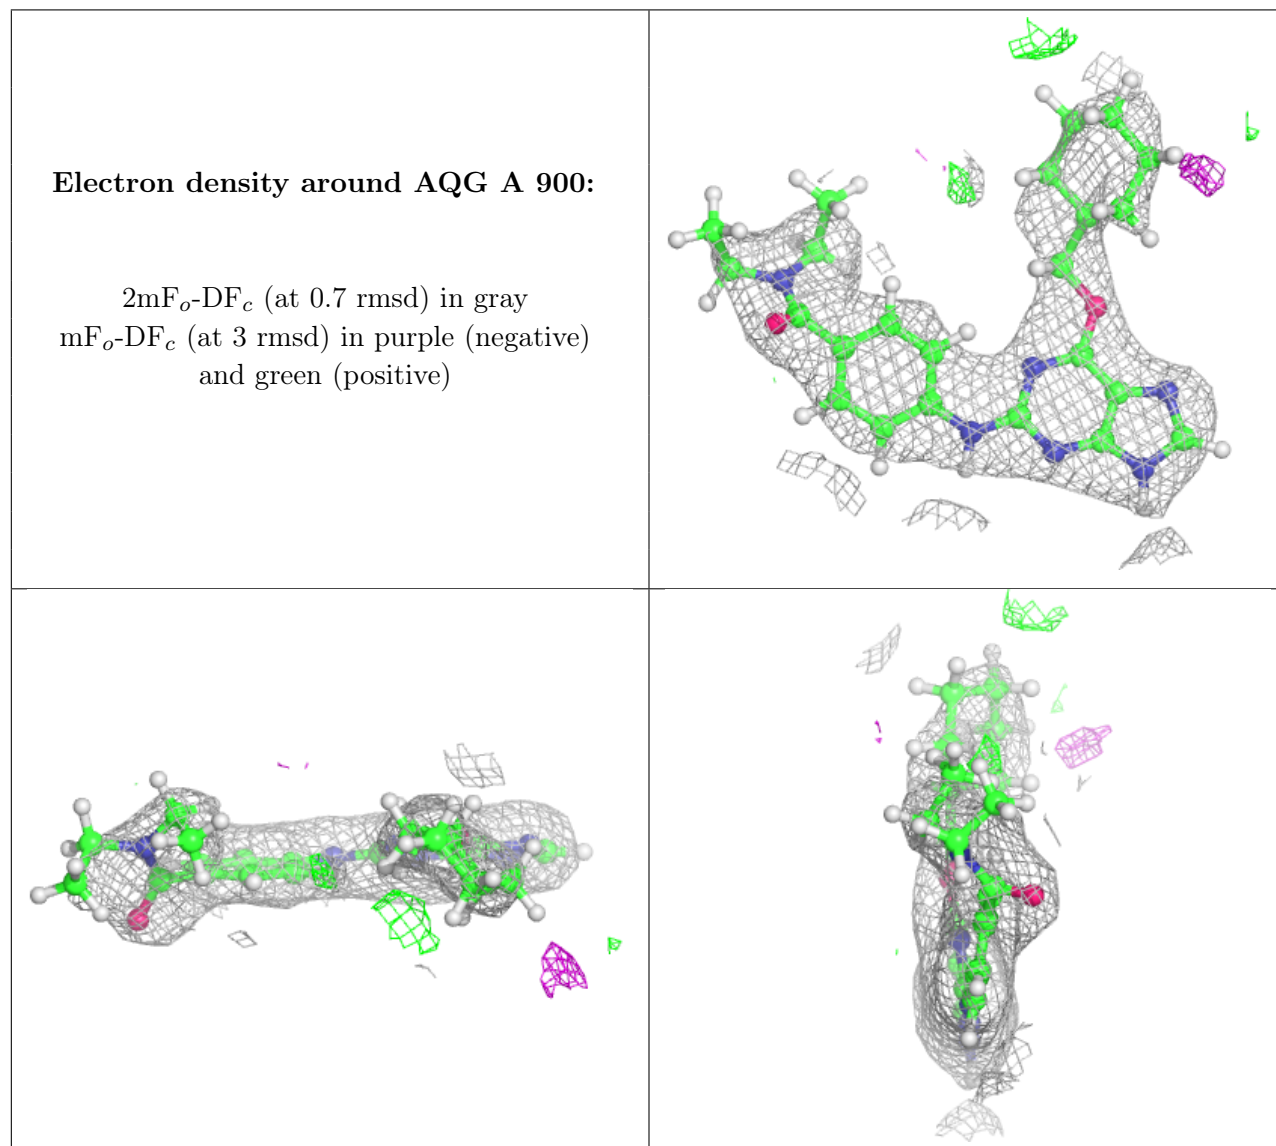 Electron density around AQG A 900:
2mFo-DFc (at 0.7 rmsd) in gray
mFo-DFc (at 3 rmsd) in purple (negative)
and green (positive)